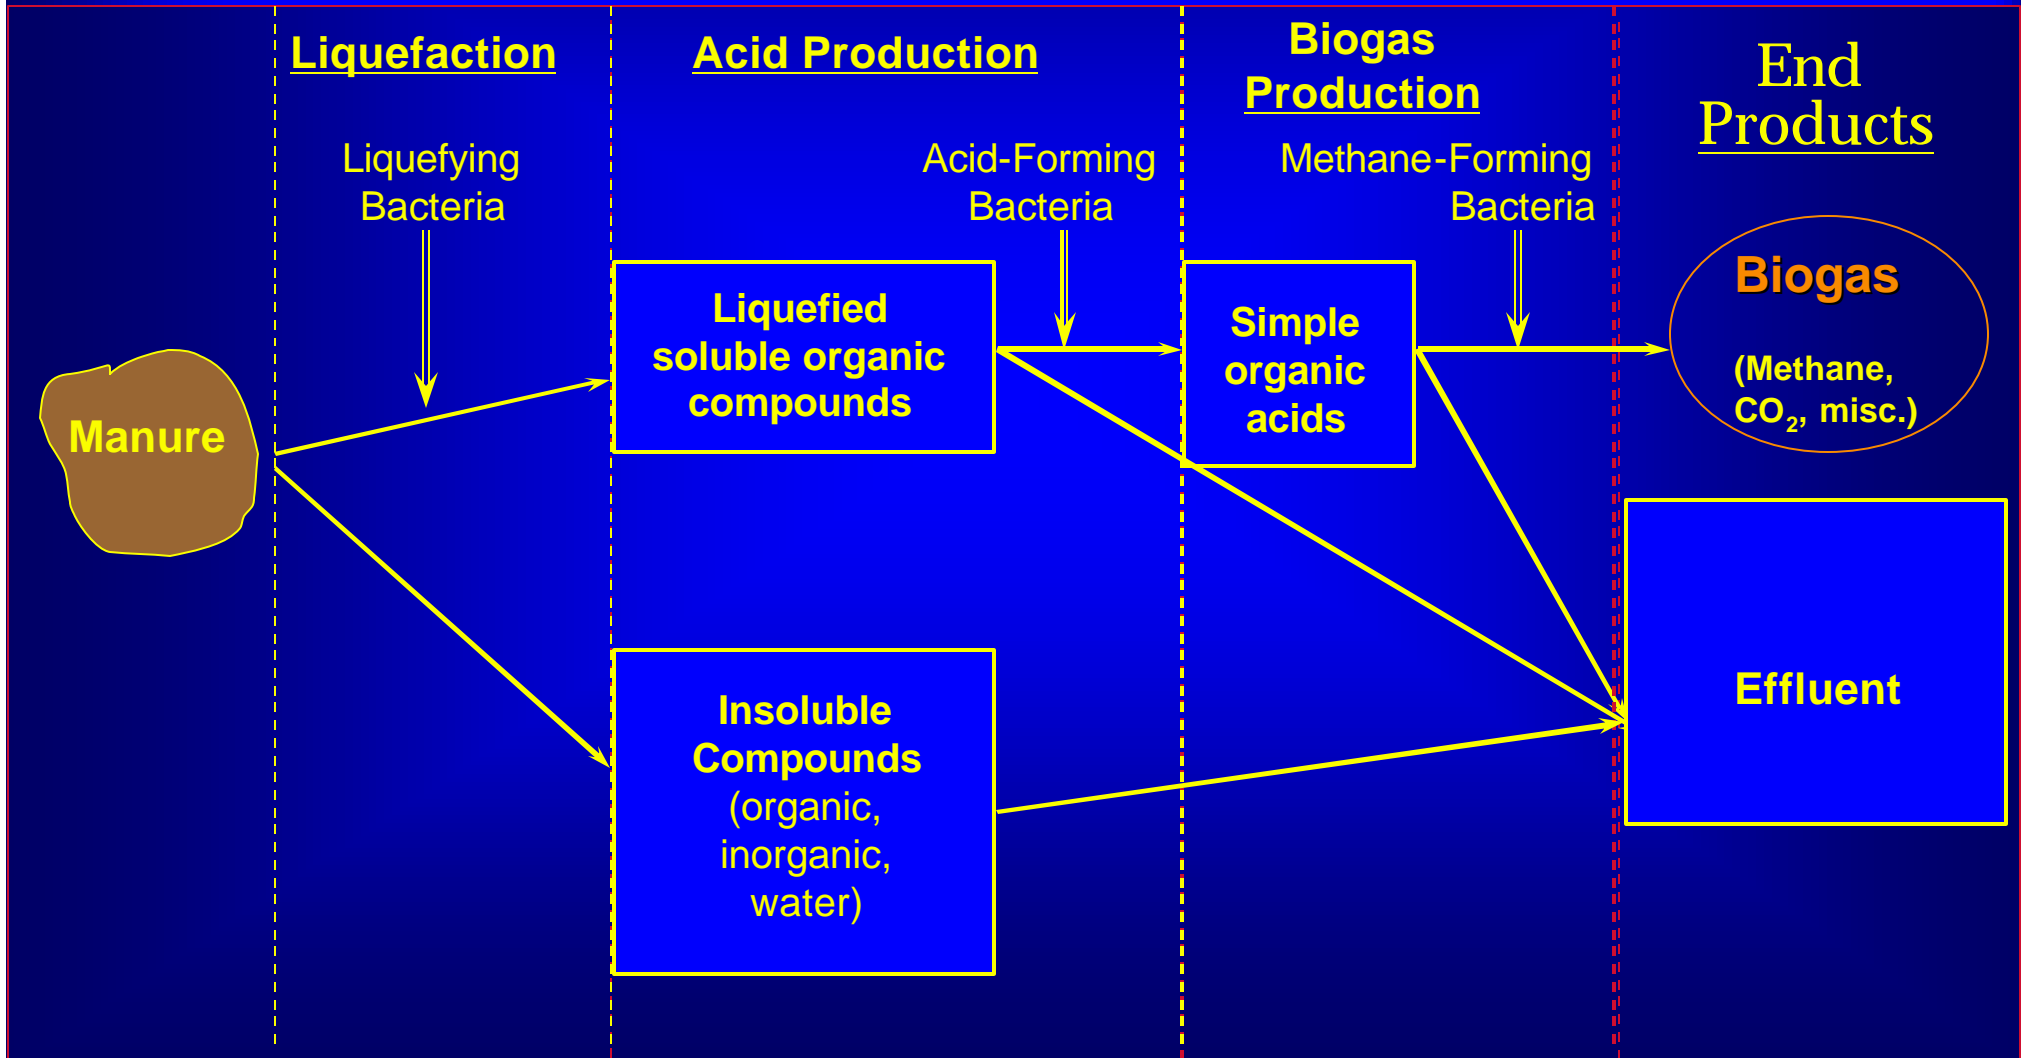 Liquefaction
Acid Production
Biogas
Production
End
Products
Liquefying
Bacteria
Acid-Forming
Bacteria
Methane-Forming
Bacteria
Manure
Liquefied
soluble organic
compounds
Simple
organic
acids
Biogas
(Methane,
CO₂, misc.)
Insoluble
Compounds
(organic,
inorganic,
water)
Effluent